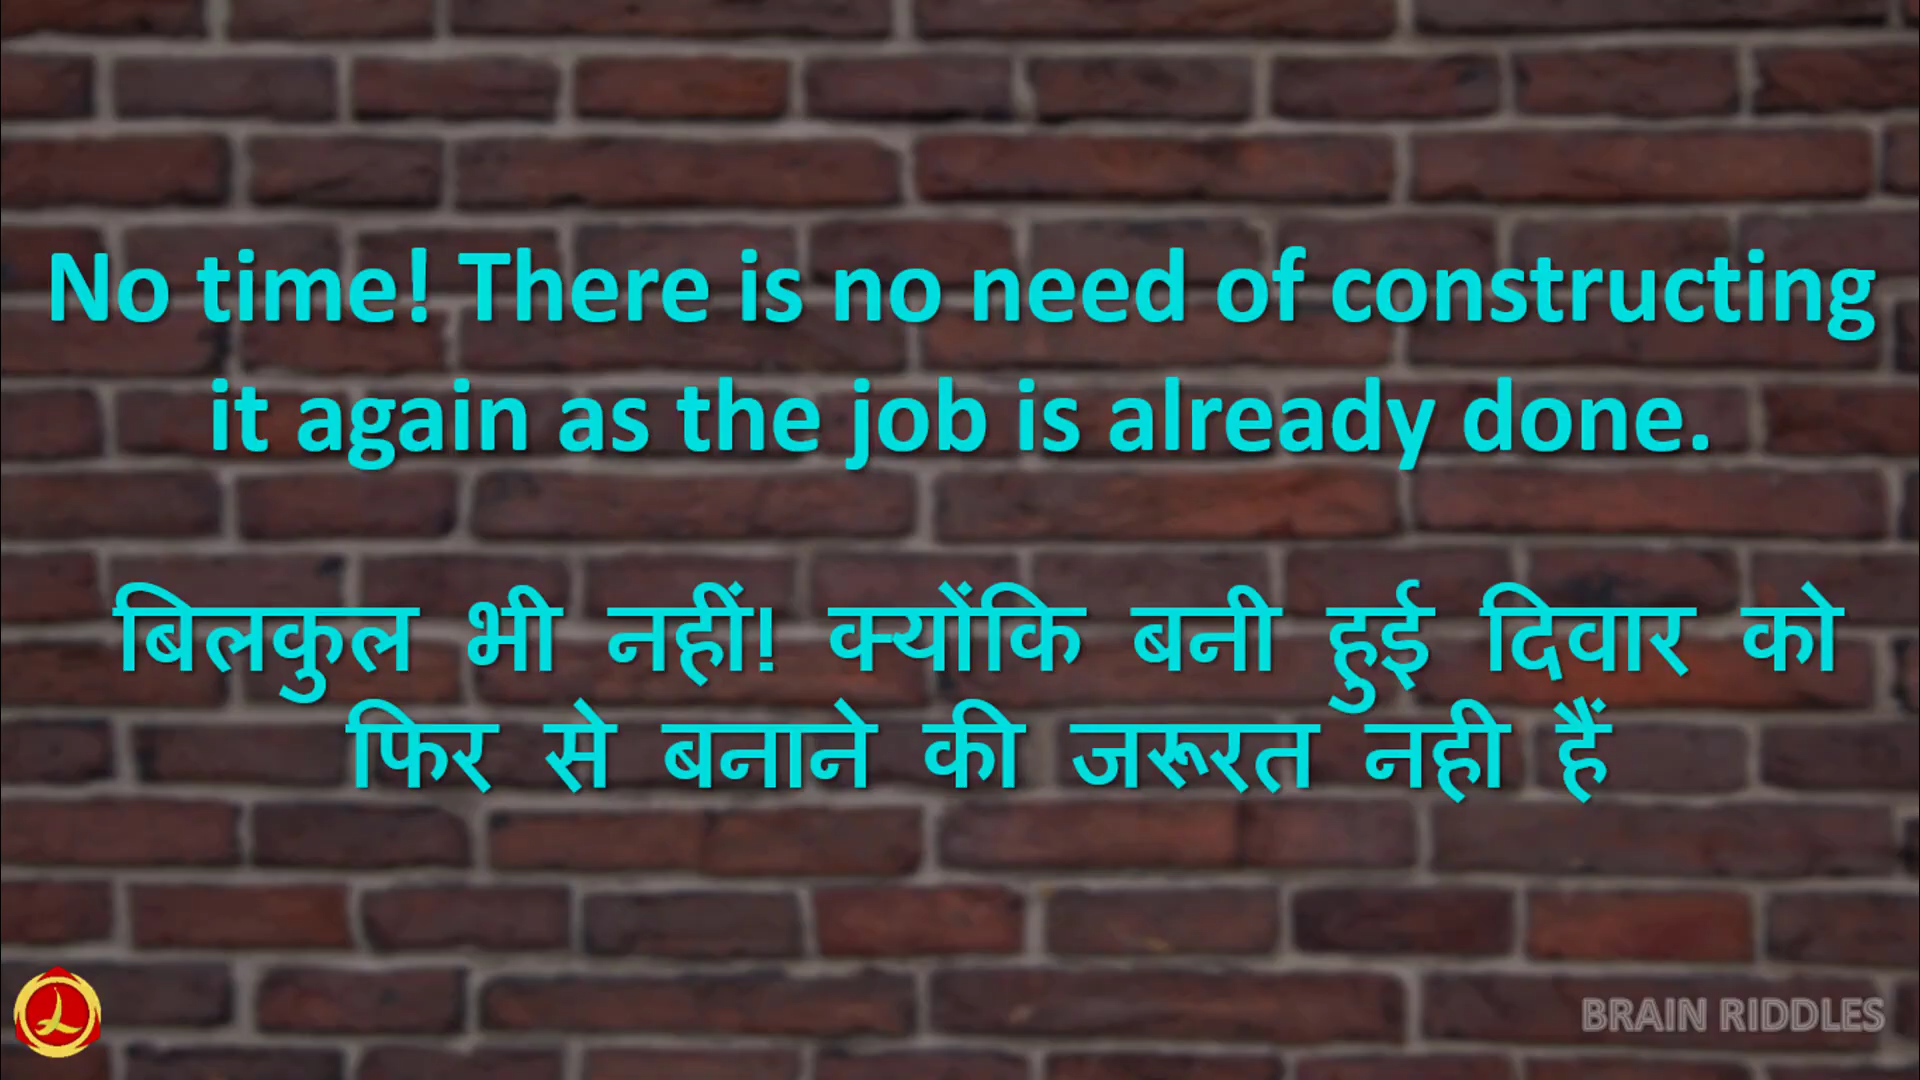 No time! There is no need of constructing
it again as the job is already done.
बिलकुल भी नहीं! क्योंकि बनी हुई दिवार को
फिर से बनाने की जरूरत नही हैं
BRAIN RIDDLES